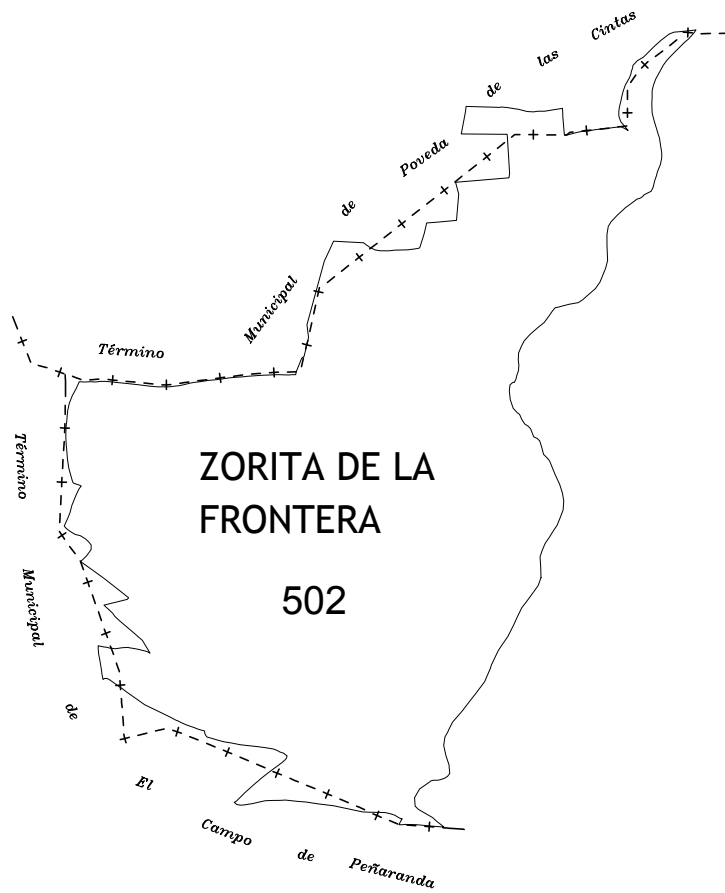 Término Municipal de Poveda de las Cintas
Término Municipal de El Campo de Peñaranda
ZORITA DE LA
FRONTERA
502